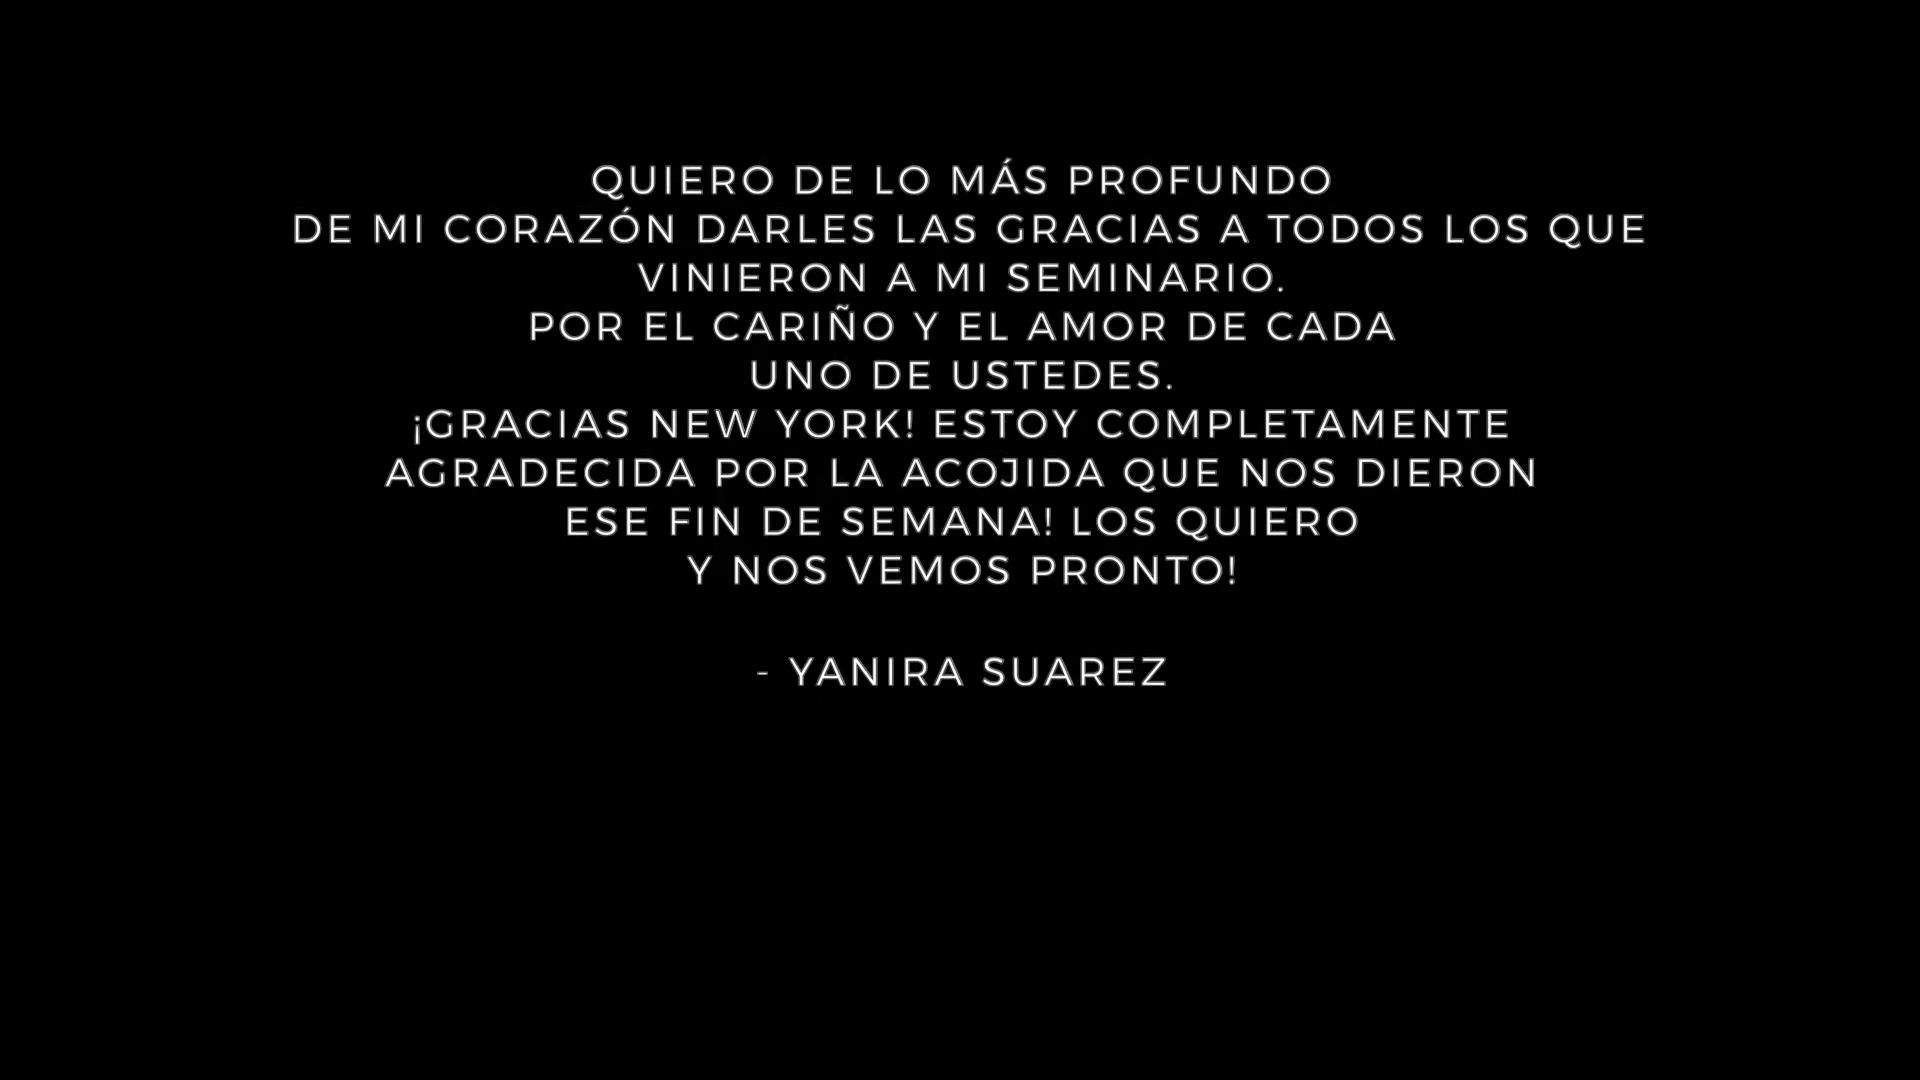 QUIERO DE LO MÁS PROFUNDO
DE MI CORAZÓN DARLES LAS GRACIAS A TODOS LOS QUE
VINIERON A MI SEMINARIO.
POR EL CARIÑO Y EL AMOR DE CADA
UNO DE USTEDES.
¡GRACIAS NEW YORK! ESTOY COMPLETAMENTE
AGRADECIDA POR LA ACOJIDA QUE NOS DIERON
ESE FIN DE SEMANA! LOS QUIERO
Y NOS VEMOS PRONTO!
- YANIRA SUAREZ